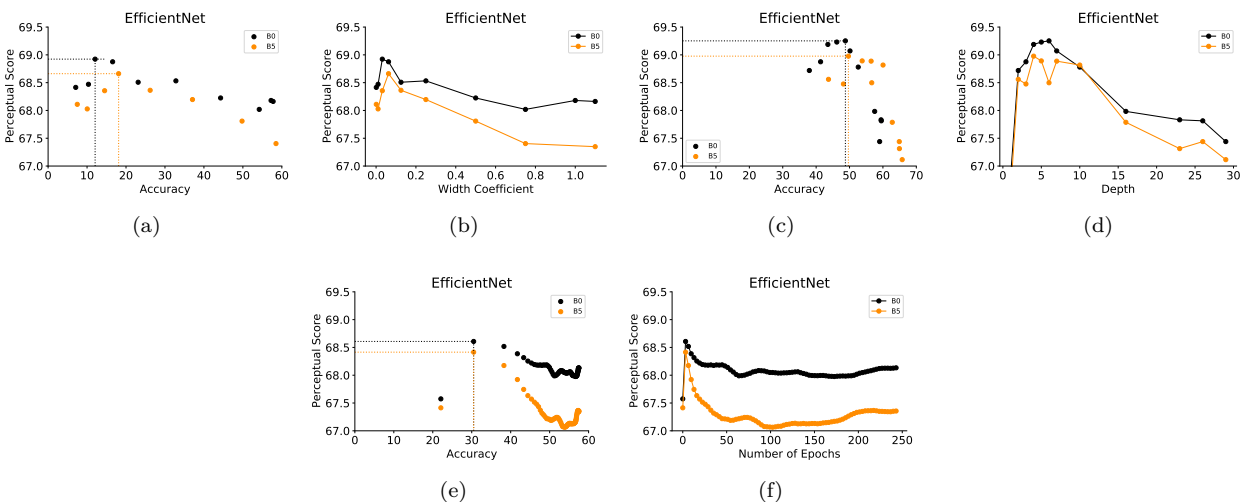 EfficientNet
69.5
69.0
68.5
68.0
67.5
67.0
0 10 20 30 40 50 60
Perceptual Score
Accuracy
B0
B5
(a)
EfficientNet
69.5
69.0
68.5
68.0
67.5
67.0
0.0 0.2 0.4 0.6 0.8 1.0
Perceptual Score
Width Coefficient
B0
B5
(b)
EfficientNet
69.5
69.0
68.5
68.0
67.5
67.0
0 10 20 30 40 50 60 70
Perceptual Score
Accuracy
B0
B5
(c)
EfficientNet
69.5
69.0
68.5
68.0
67.5
67.0
0 5 10 15 20 25 30
Perceptual Score
Depth
B0
B5
(d)
EfficientNet
69.5
69.0
68.5
68.0
67.5
67.0
0 10 20 30 40 50 60
Perceptual Score
Accuracy
B0
B5
(e)
EfficientNet
69.5
69.0
68.5
68.0
67.5
67.0
0 50 100 150 200 250
Perceptual Score
Number of Epochs
B0
B5
(f)